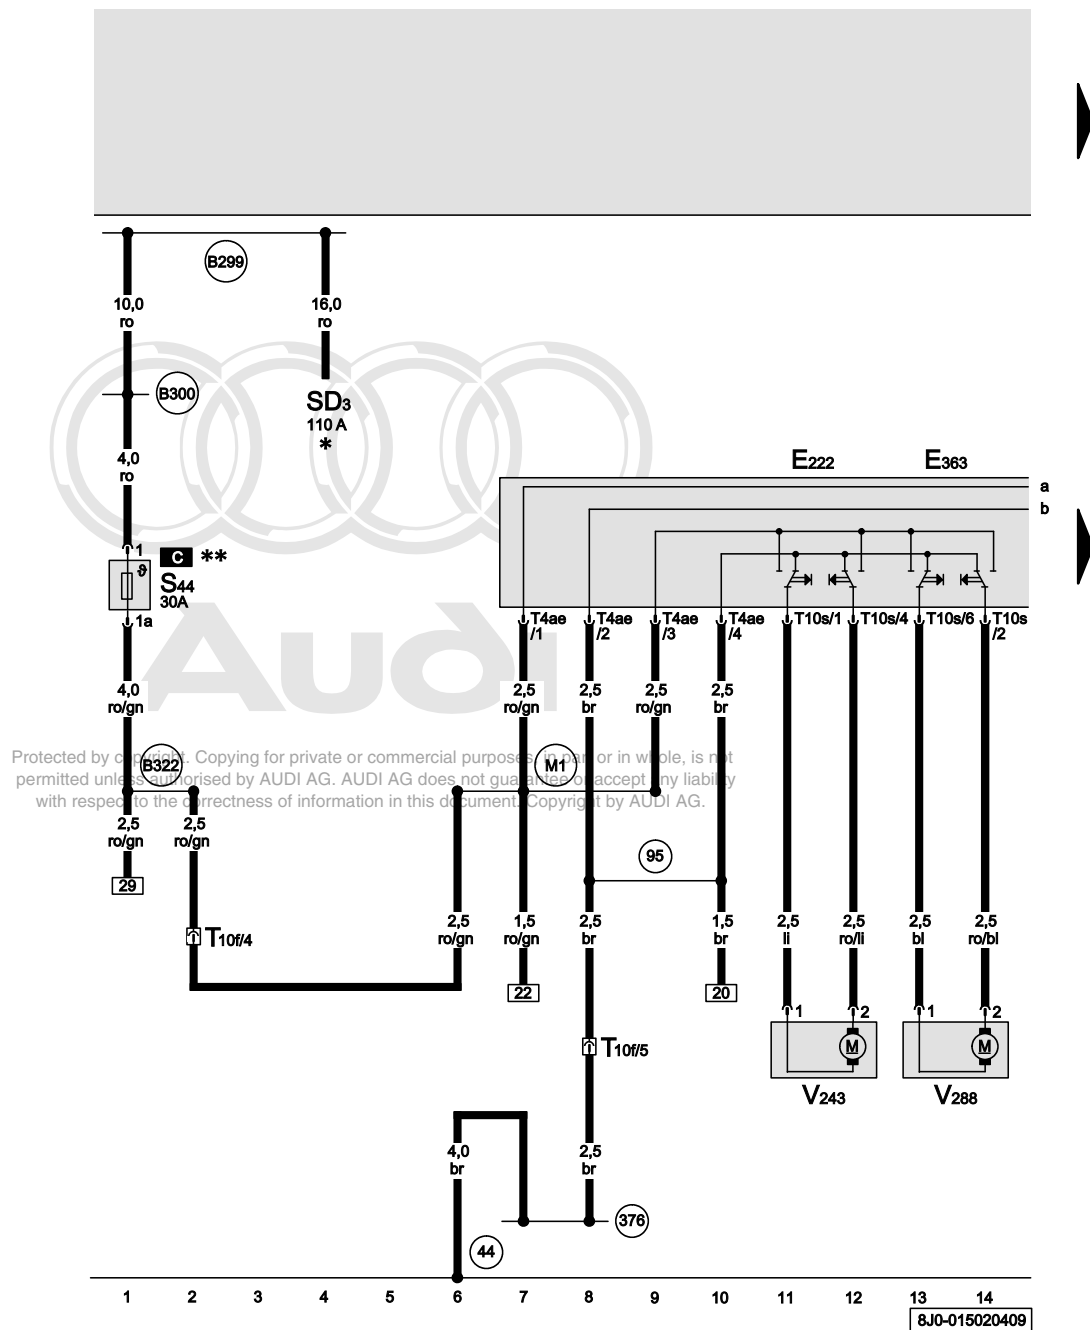 B299
10,0
ro
16,0
ro
B300
SD3
110 A
*
4,0
ro
E222
E363
a
b
1
C **
S44
30A
1a
T4ae
/1
T4ae
/2
T4ae
/3
T4ae
/4
T10s/1
T10s/4
T10s/6
T10s
/2
Audi
4,0
ro/gn
2,5
ro/gn
2,5
br
2,5
ro/gn
2,5
br
Protected by copyright. Copying for private or commercial purposes, in part or in whole, is not
permitted unless authorised by AUDI AG. AUDI AG does not guarantee or accept any liability
with respect to the correctness of information in this document. Copyright by AUDI AG.
B322
M1
2,5
ro/gn
2,5
ro/gn
95
29
T10f/4
2,5
ro/gn
1,5
ro/gn
2,5
br
1,5
br
2,5
li
2,5
ro/li
2,5
bl
2,5
ro/bl
22
20
1
2
1
2
M
M
T10f/5
V243
V288
4,0
br
2,5
br
376
44
1 2 3 4 5 6 7 8 9 10 11 12 13 14
8J0-015020409